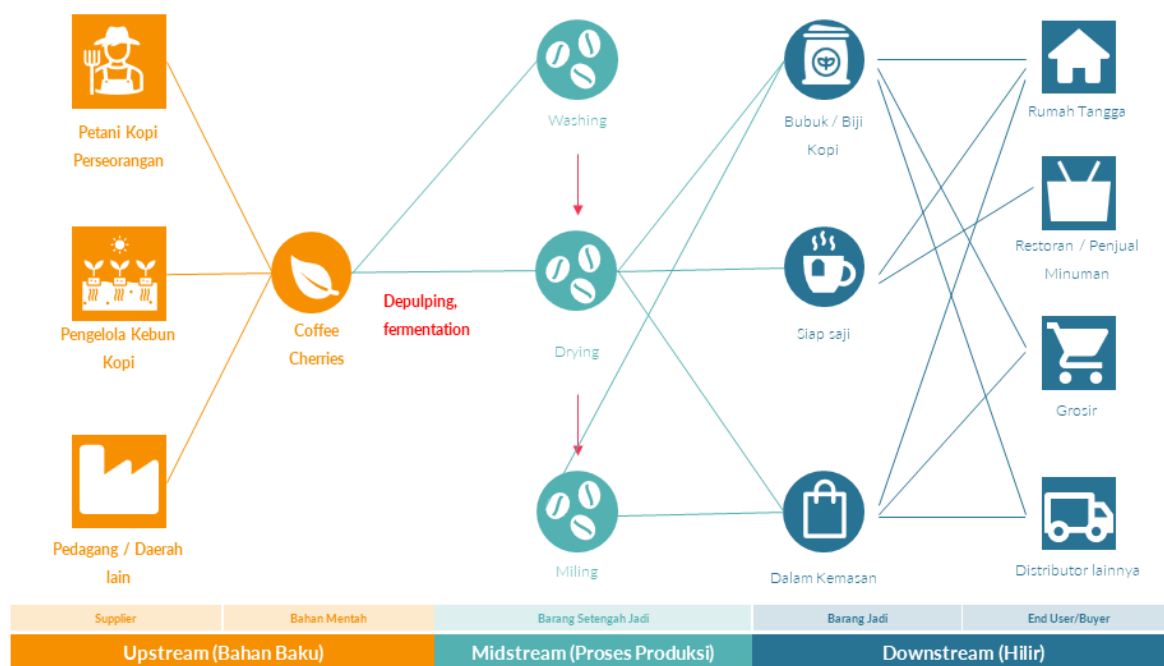 Petani Kopi
Perseorangan
Pengelola Kebun
Kopi
Pedagang / Daerah
lain
Coffee
Cherries
Depulping,
fermentation
Washing
Drying
Miling
Bubuk / Biji
Kopi
Siap saji
Dalam Kemasan
Rumah Tangga
Restoran / Penjual
Minuman
Grosir
Distributor lainnya
Supplier
Bahan Mentah
Barang Setengah Jadi
Barang Jadi
End User/Buyer
Upstream (Bahan Baku)
Midstream (Proses Produksi)
Downstream (Hilir)